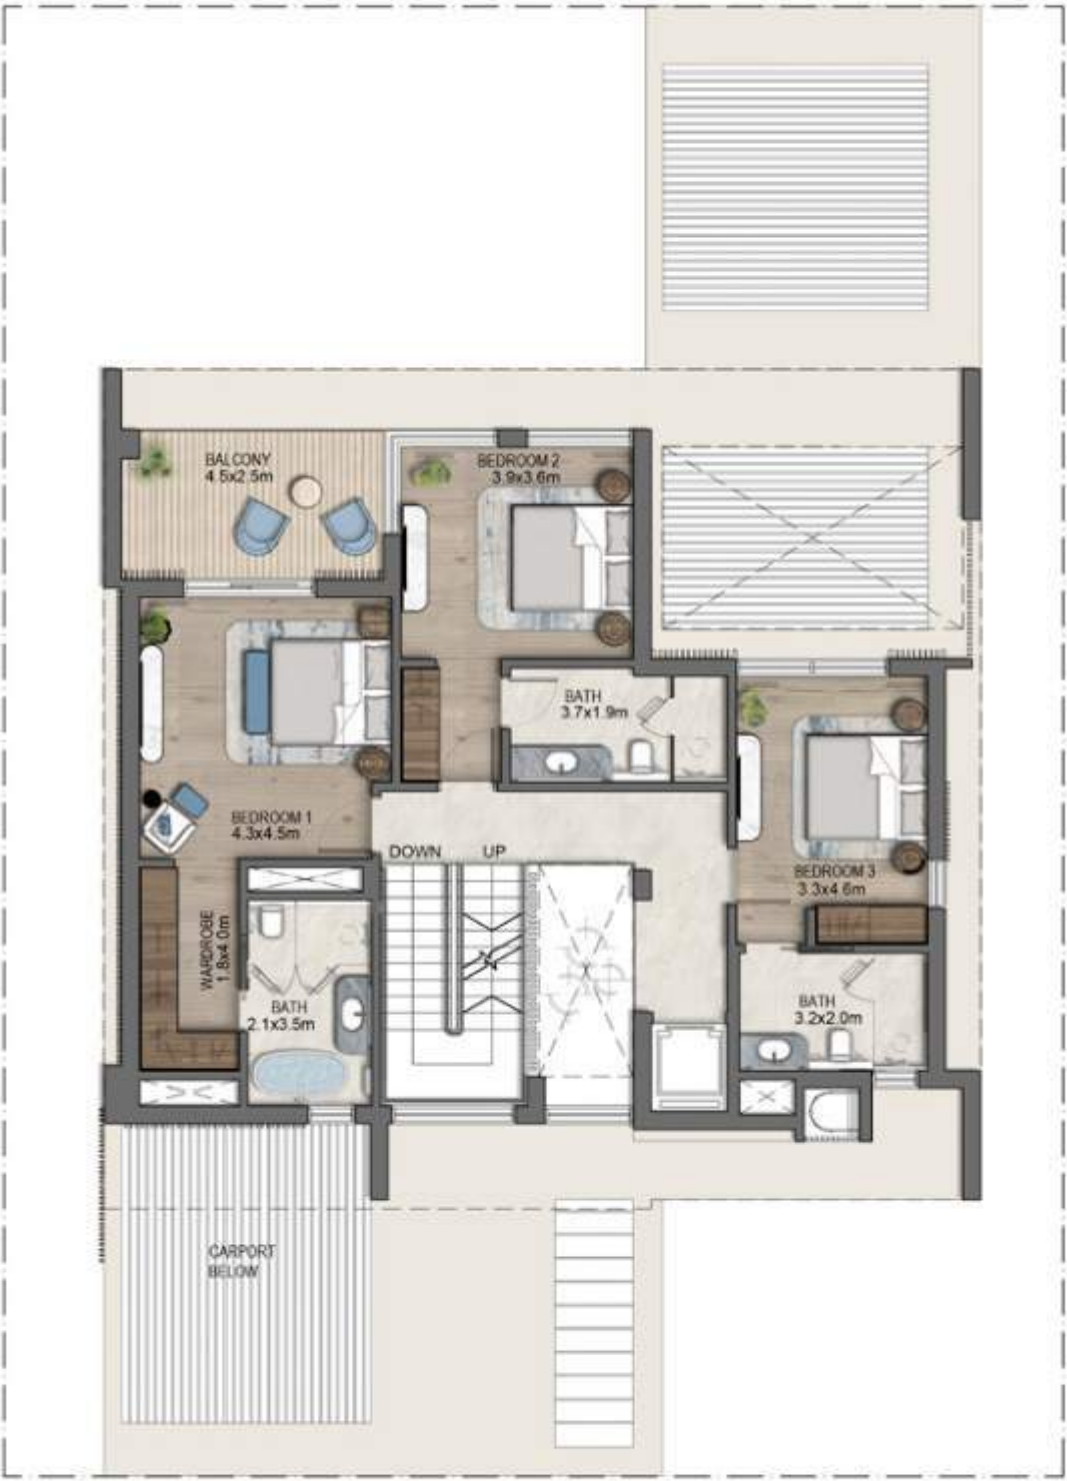 BALCONY
4.5x2.5m
BEDROOM 2
3.9x3.6m
BATH
3.7x1.9m
BEDROOM 1
4.3x4.5m
DOWN UP
BEDROOM 3
3.3x4.6m
WARDROBE
1.8x4.0m
BATH
2.1x3.5m
BATH
3.2x2.0m
CARPORT
BELOW